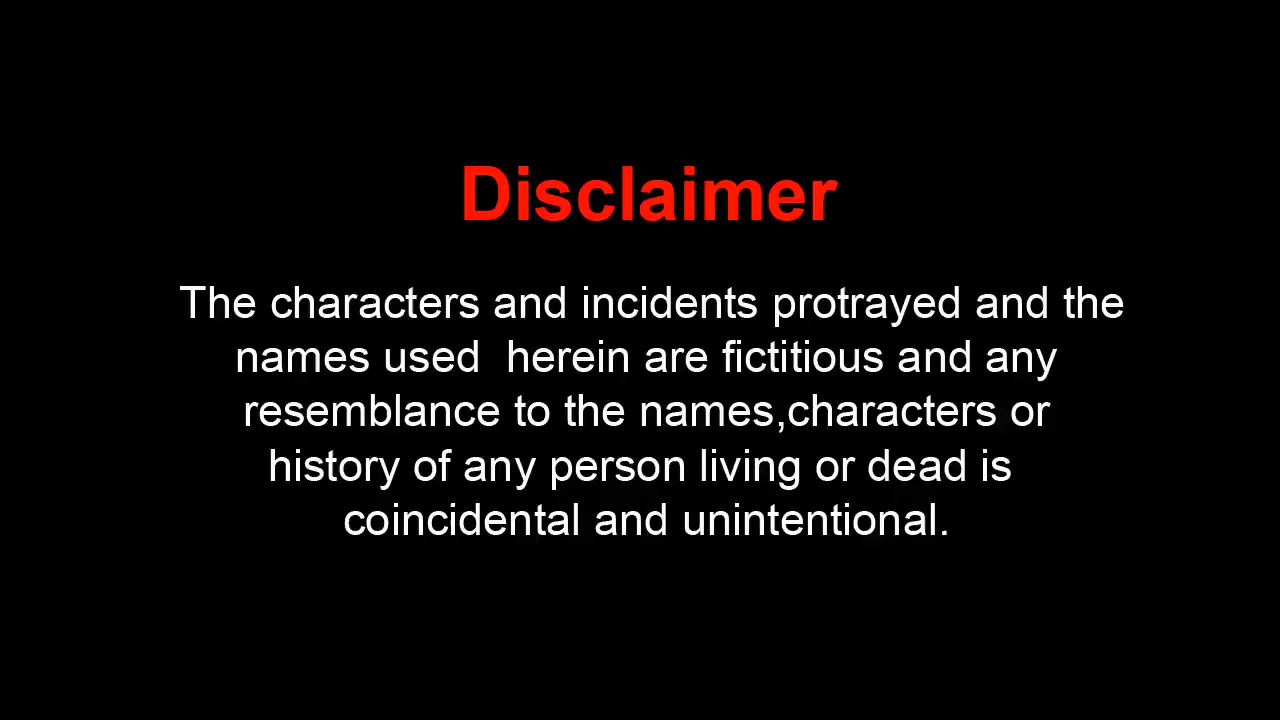 Disclaimer
The characters and incidents protrayed and the
names used  herein are fictitious and any
resemblance to the names,characters or
history of any person living or dead is
coincidental and unintentional.